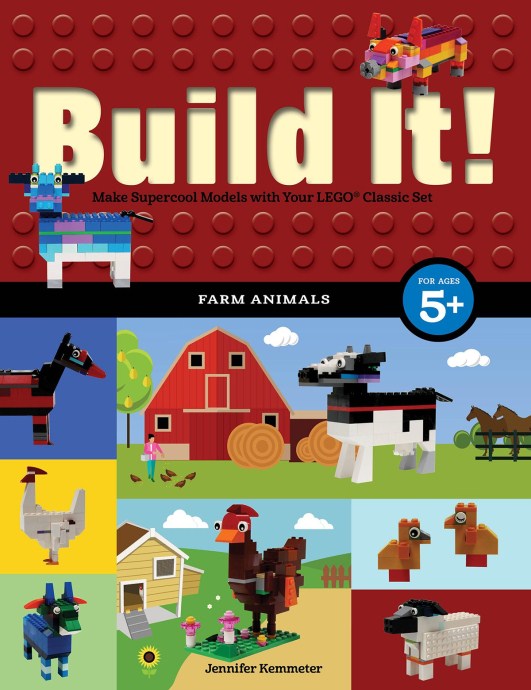 Build It!
Make Supercool Models with Your LEGO® Classic Set
FOR AGES
5+
FARM ANIMALS
Jennifer Kemmeter